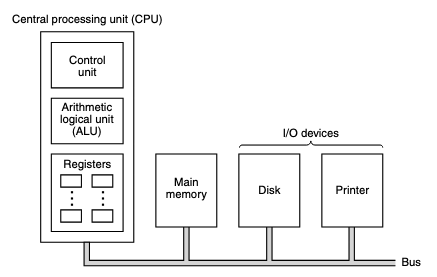 Central processing unit (CPU)
Control
unit
Arithmetic
logical unit
(ALU)
Registers
I/O devices
Main
memory
Disk
Printer
Bus